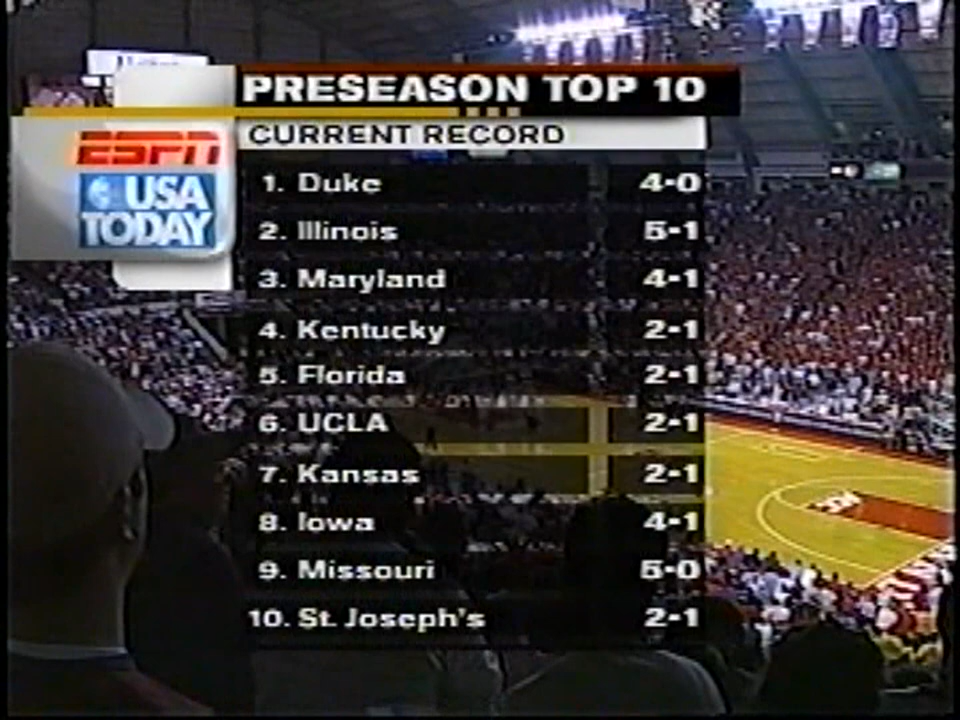 PRESEASON TOP 10
ESPN
USA
TODAY
CURRENT RECORD
1. Duke 4-0
2. Illinois 5-1
3. Maryland 4-1
4. Kentucky 2-1
5. Florida 2-1
6. UCLA 2-1
7. Kansas 2-1
8. Iowa 4-1
9. Missouri 5-0
10. St. Joseph's 2-1